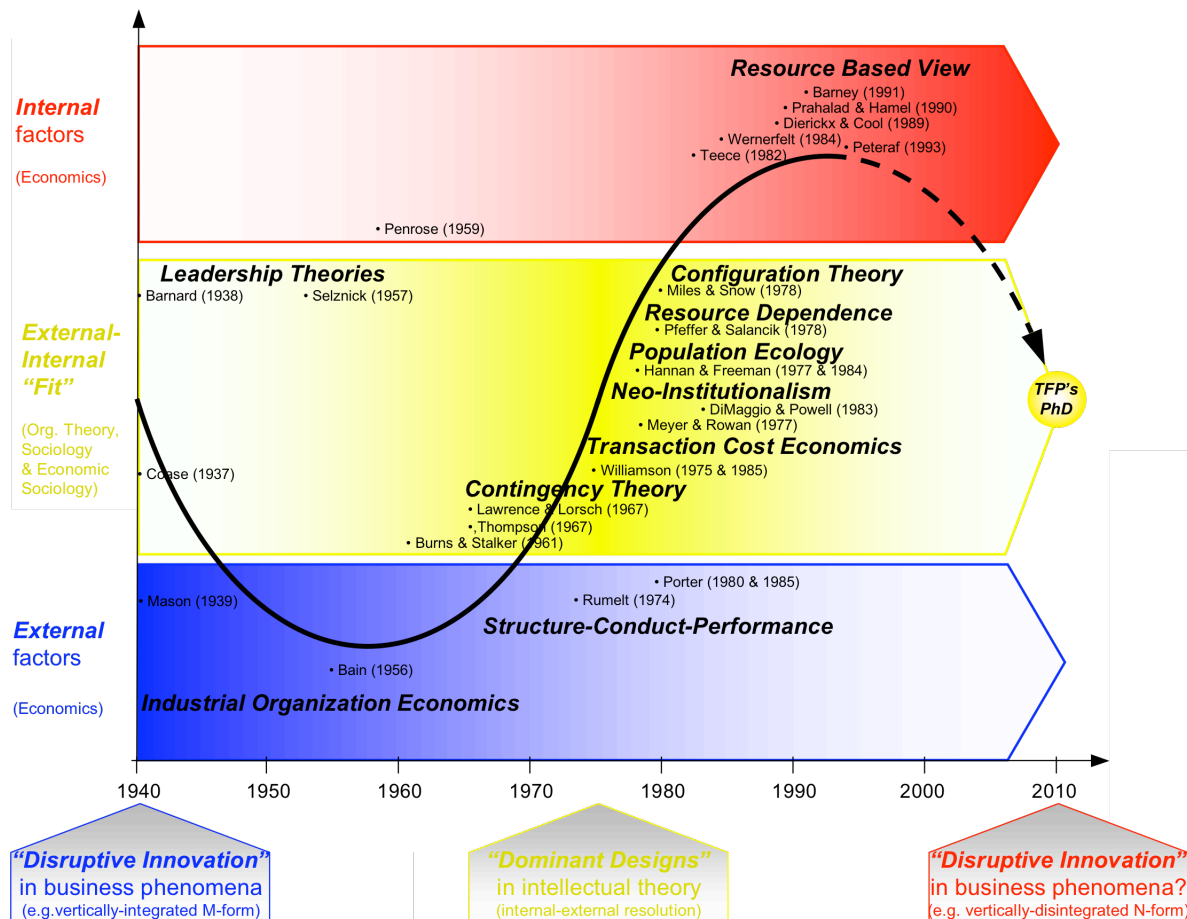 Resource Based View
• Barney (1991)
• Prahalad & Hamel (1990)
• Dierickx & Cool (1989)
• Wernerfelt (1984)
• Peteraf (1993)
• Teece (1982)
• Penrose (1959)
Internal
factors
(Economics)
Leadership Theories
• Barnard (1938)
• Selznick (1957)
Configuration Theory
• Miles & Snow (1978)
Resource Dependence
• Pfeffer & Salancik (1978)
Population Ecology
• Hannan & Freeman (1977 & 1984)
Neo-Institutionalism
• DiMaggio & Powell (1983)
• Meyer & Rowan (1977)
Transaction Cost Economics
• Williamson (1975 & 1985)
Contingency Theory
• Lawrence & Lorsch (1967)
•,Thompson (1967)
• Burns & Stalker (1961)
• Coase (1937)
External-
Internal
“Fit”
(Org. Theory,
Sociology
& Economic
Sociology)
TFP’s
PhD
• Porter (1980 & 1985)
• Mason (1939)
• Rumelt (1974)
Structure-Conduct-Performance
• Bain (1956)
Industrial Organization Economics
External
factors
(Economics)
1940 1950 1960 1970 1980 1990 2000 2010
“Disruptive Innovation”
in business phenomena
(e.g.vertically-integrated M-form)
“Dominant Designs”
in intellectual theory
(internal-external resolution)
“Disruptive Innovation”
in business phenomena?
(e.g. vertically-disintegrated N-form)